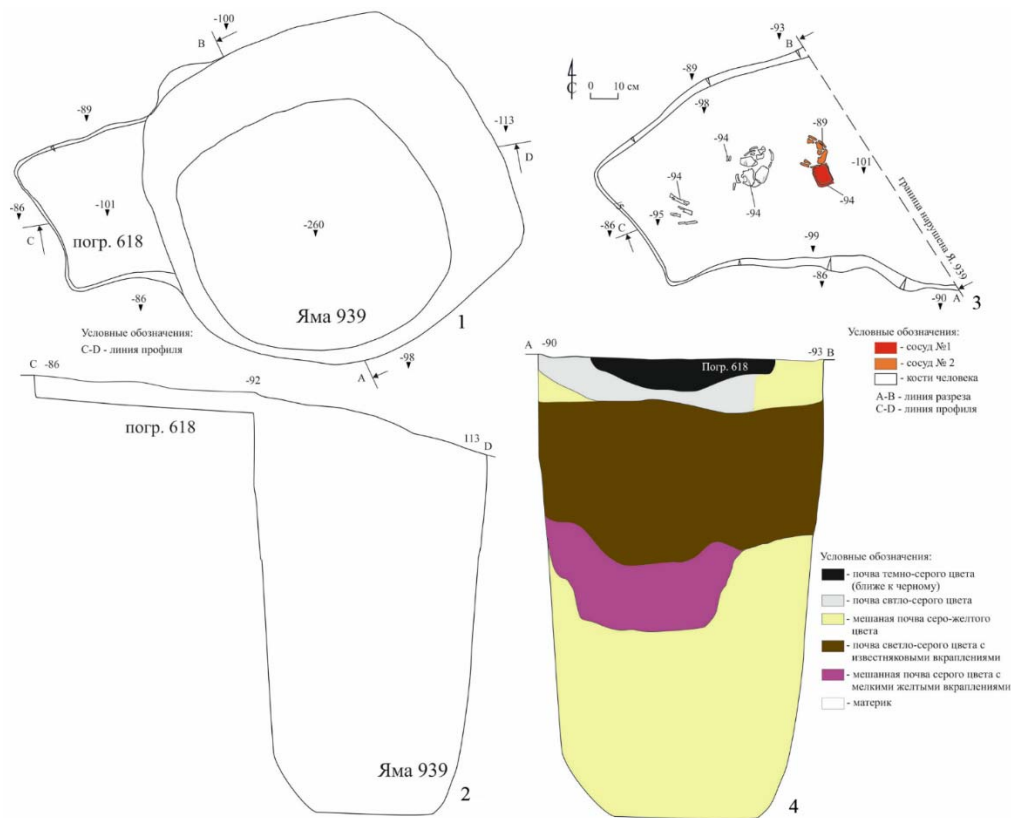 -100
B
-89
-113
D
-86
C
-101
погр. 618
-260
-86
Яма 939
1
Условные обозначения:
C-D - линия профиля
A
-98
-93
B
C
0 10 см
-89
-98
-94
-89
-101
-94
-94
-94
-95
-86
C
граница нарушена Я. 939
-99
-86
-90
A
3
Условные обозначения:
- сосуд №1
- сосуд № 2
- кости человека
A-B - линия разреза
C-D - линия профиля
C -86
-92
погр. 618
113
D
Яма 939
2
A -90
-93 B
Погр. 618
4
Условные обозначения:
- почва темно-серого цвета
(ближе к черному)
- почва свтло-серого цвета
- мешаная почва серо-желтого
цвета
- почва светло-серого цвета с
известняковыми вкраплениями
- мешанная почва серого цвета с
мелкими желтыми вкраплениями
- материк